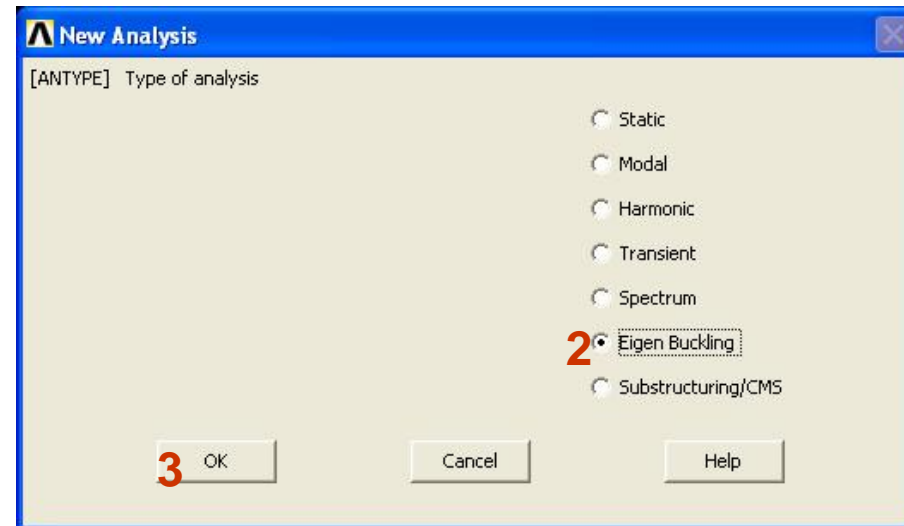 New Analysis
[ANTYPE] Type of analysis
Static
Modal
Harmonic
Transient
Spectrum
2 Eigen Buckling
Substructuring/CMS
3 OK Cancel Help